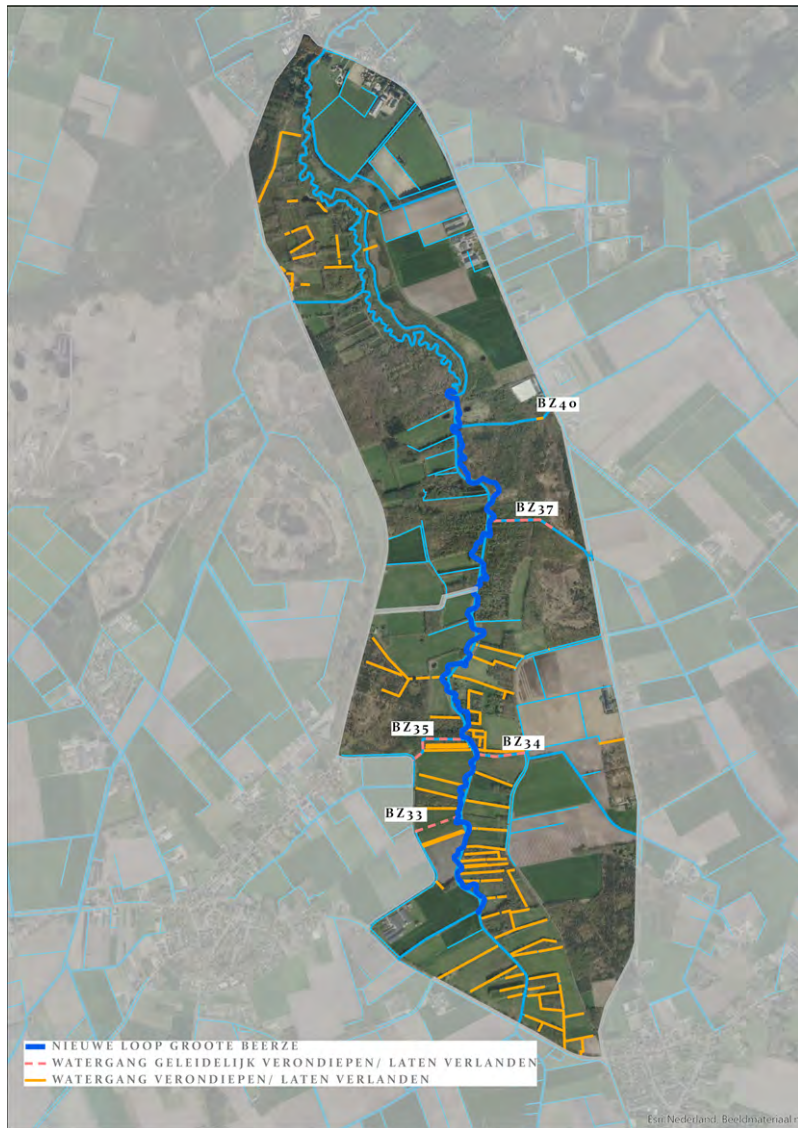 BZ40
BZ37
BZ35
BZ34
BZ33
NIEUWE LOOP GROOTE BEERZE
WATERGANG GELEIDELIJK VERONDIEPEN/ LATEN VERLANDEN
WATERGANG VERONDIEPEN/ LATEN VERLANDEN
Esri Nederland, Beeldmateriaal.n